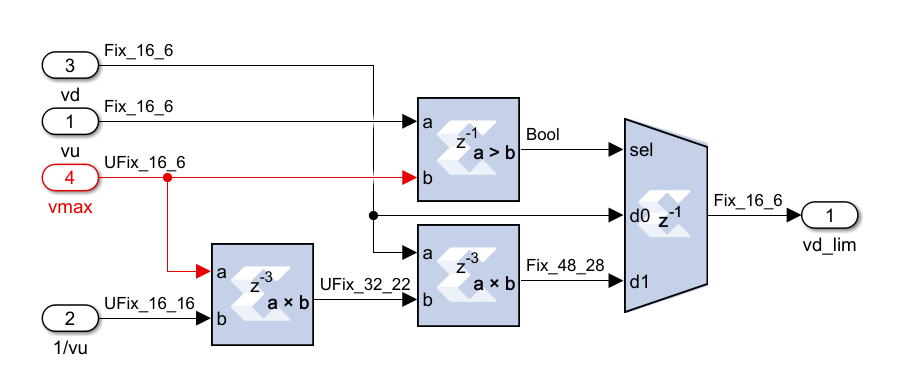 Fix_16_6
3
vd
Fix_16_6
1
vu
UFix_16_6
4
vmax
a
z-1
a > b
b
Bool
sel
d0
z-1
d1
Fix_16_6
1
vd_lim
a
z-3
a × b
b
Fix_48_28
a
z-3
a × b
b
UFix_32_22
UFix_16_16
2
1/vu